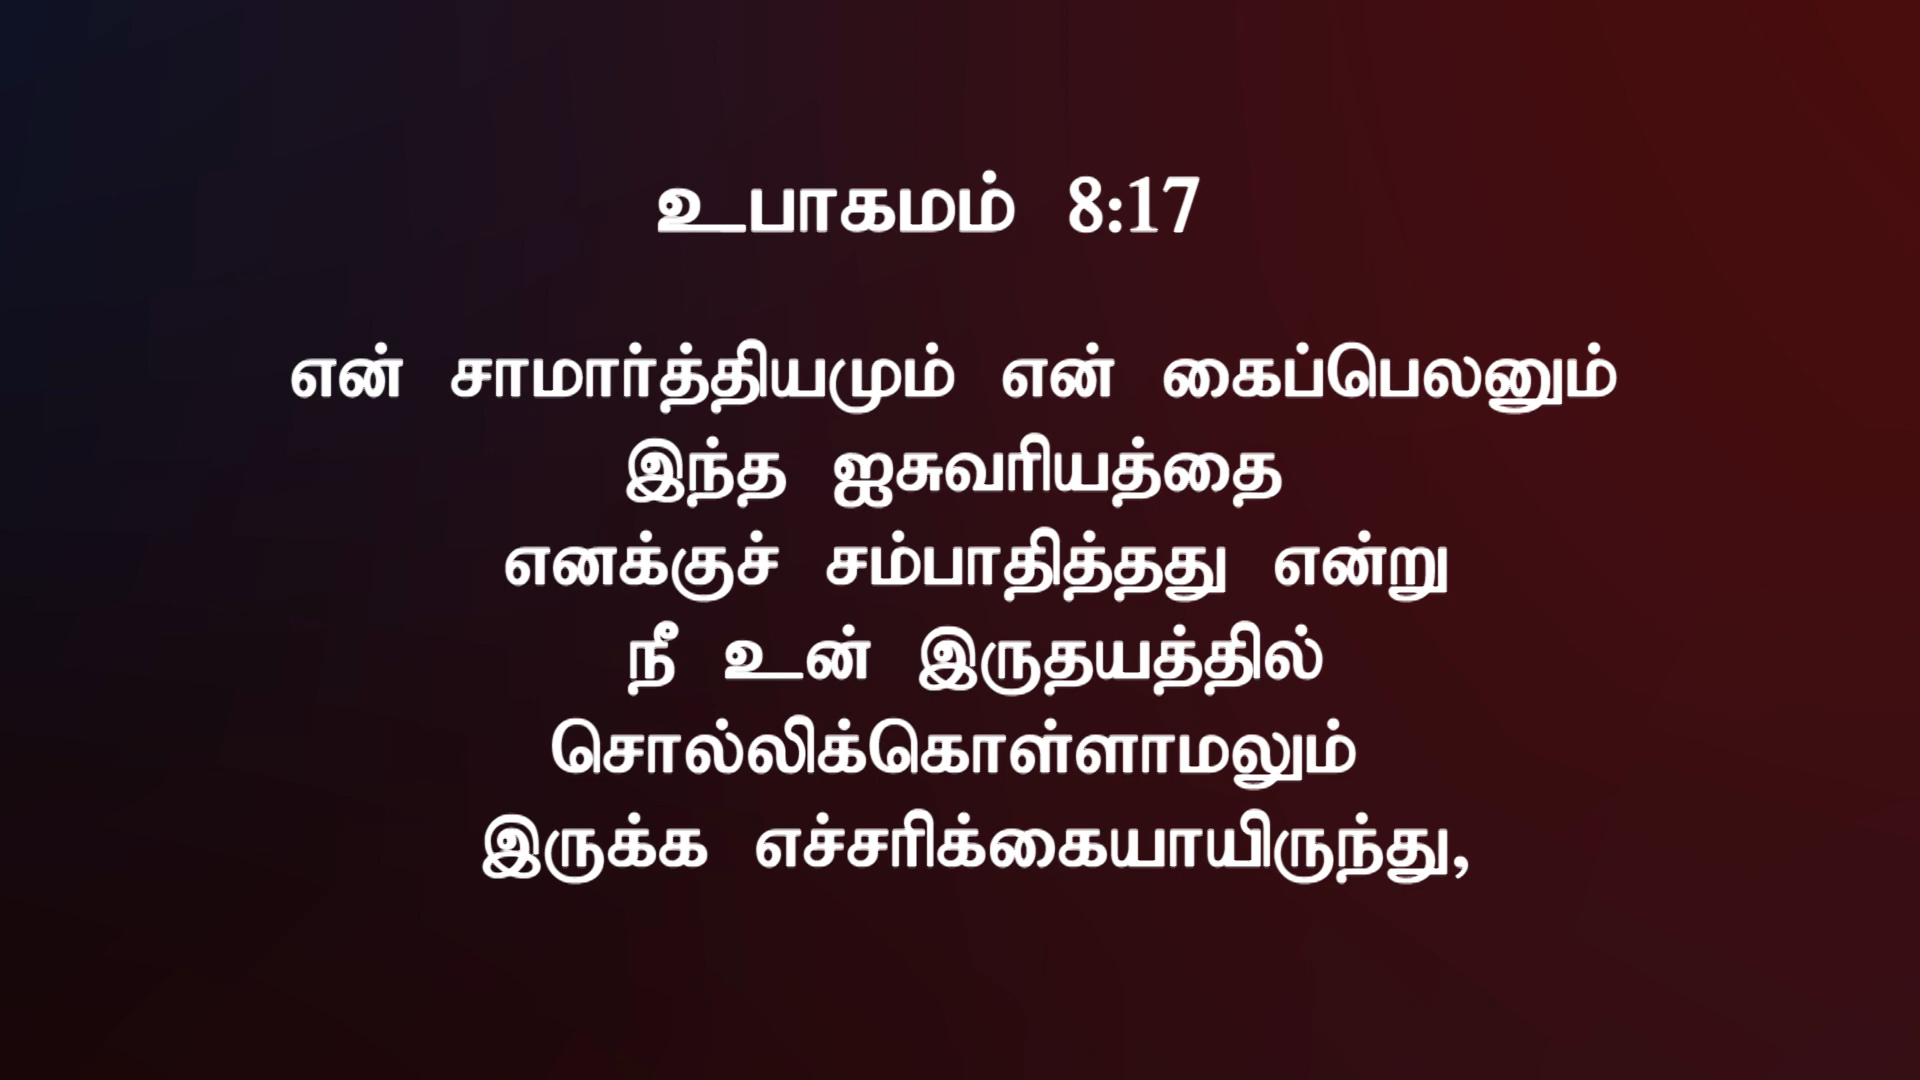 உபாகமம் 8:17
என் சாமார்த்தியமும் என் கைப்பெலனும்
இந்த ஐசுவரியத்தை
எனக்குச் சம்பாதித்தது என்று
நீ உன் இருதயத்தில்
சொல்லிக்கொள்ளாமலும்
இருக்க எச்சரிக்கையாயிருந்து,